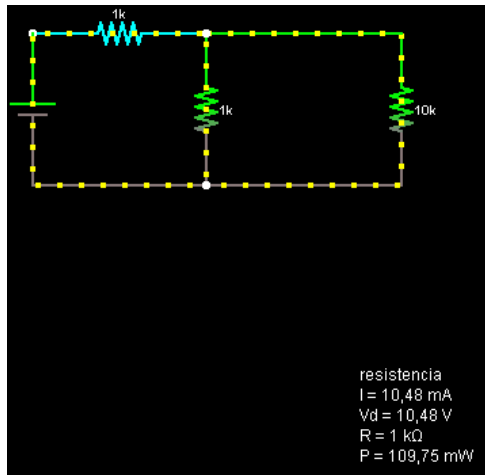 1k
1k
10k
resistencia
I = 10,48 mA
Vd = 10,48 V
R = 1 kΩ
P = 109,75 mW